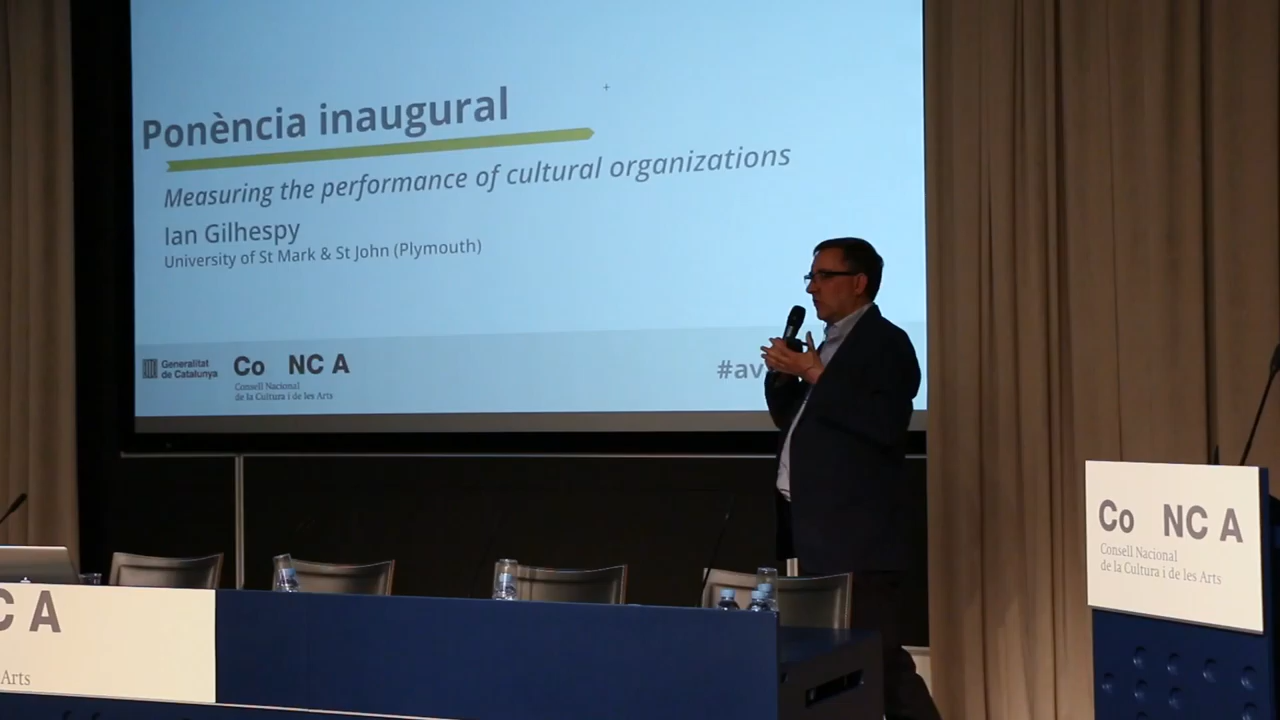 Ponència inaugural
Measuring the performance of cultural organizations
Ian Gilhespy
University of St Mark & St John (Plymouth)
Generalitat
de Catalunya
Co NC A
Consell Nacional
de la Cultura i de les Arts
#av
Co NC A
Consell Nacional
de la Cultura i de les Arts
C A
Arts